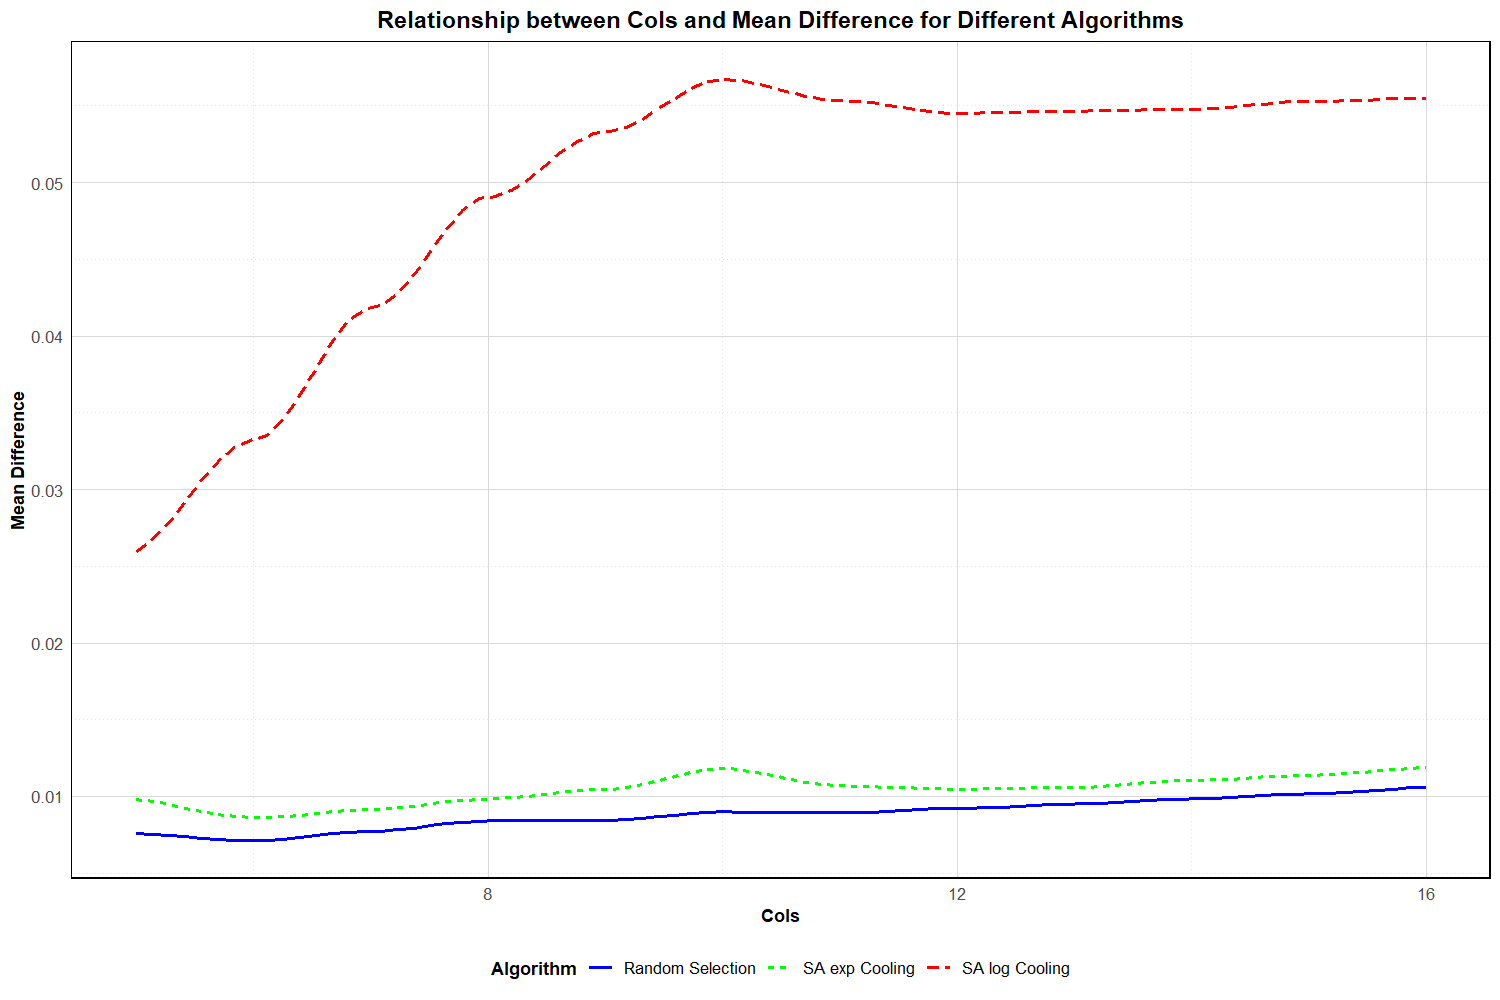 Relationship between Cols and Mean Difference for Different Algorithms
Mean Difference
0.05
0.04
0.03
0.02
0.01
8 12 16
Cols
Algorithm Random Selection SA exp Cooling SA log Cooling